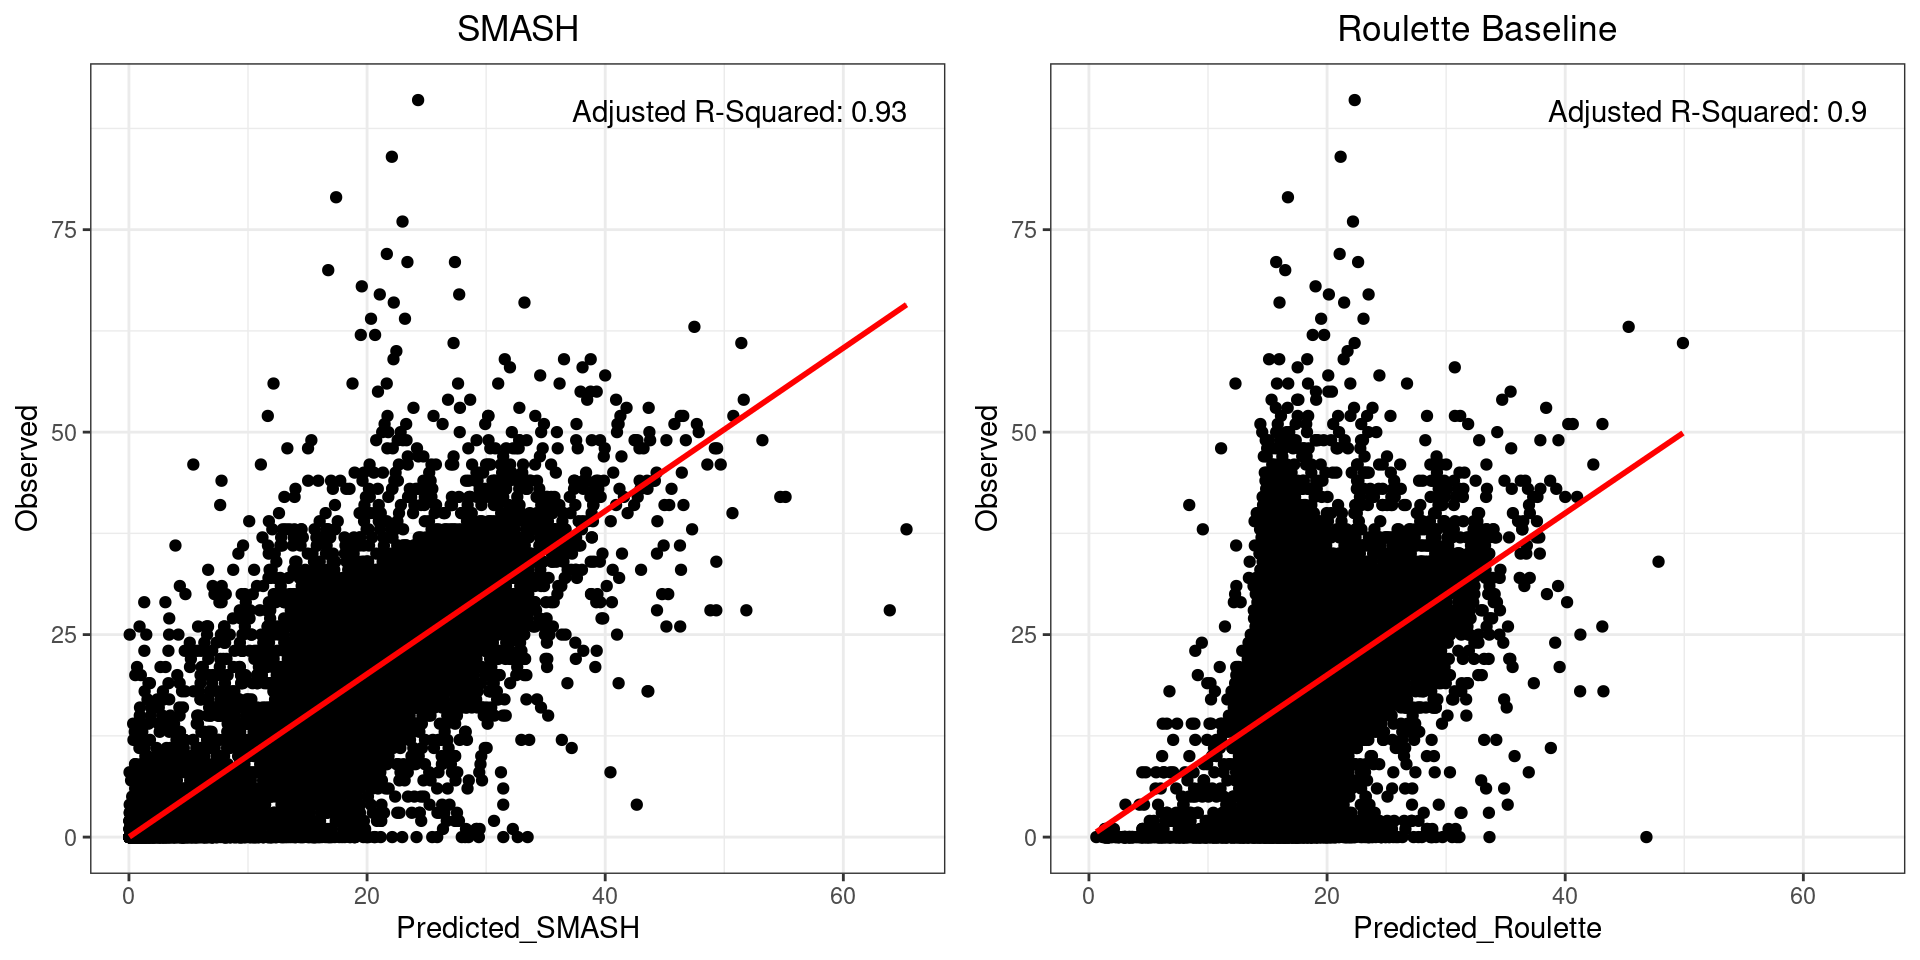 SMASH
Adjusted R-Squared: 0.93
Observed
75
50
25
0
0 20 40 60
Predicted_SMASH
Roulette Baseline
Adjusted R-Squared: 0.9
Observed
75
50
25
0
0 20 40 60
Predicted_Roulette